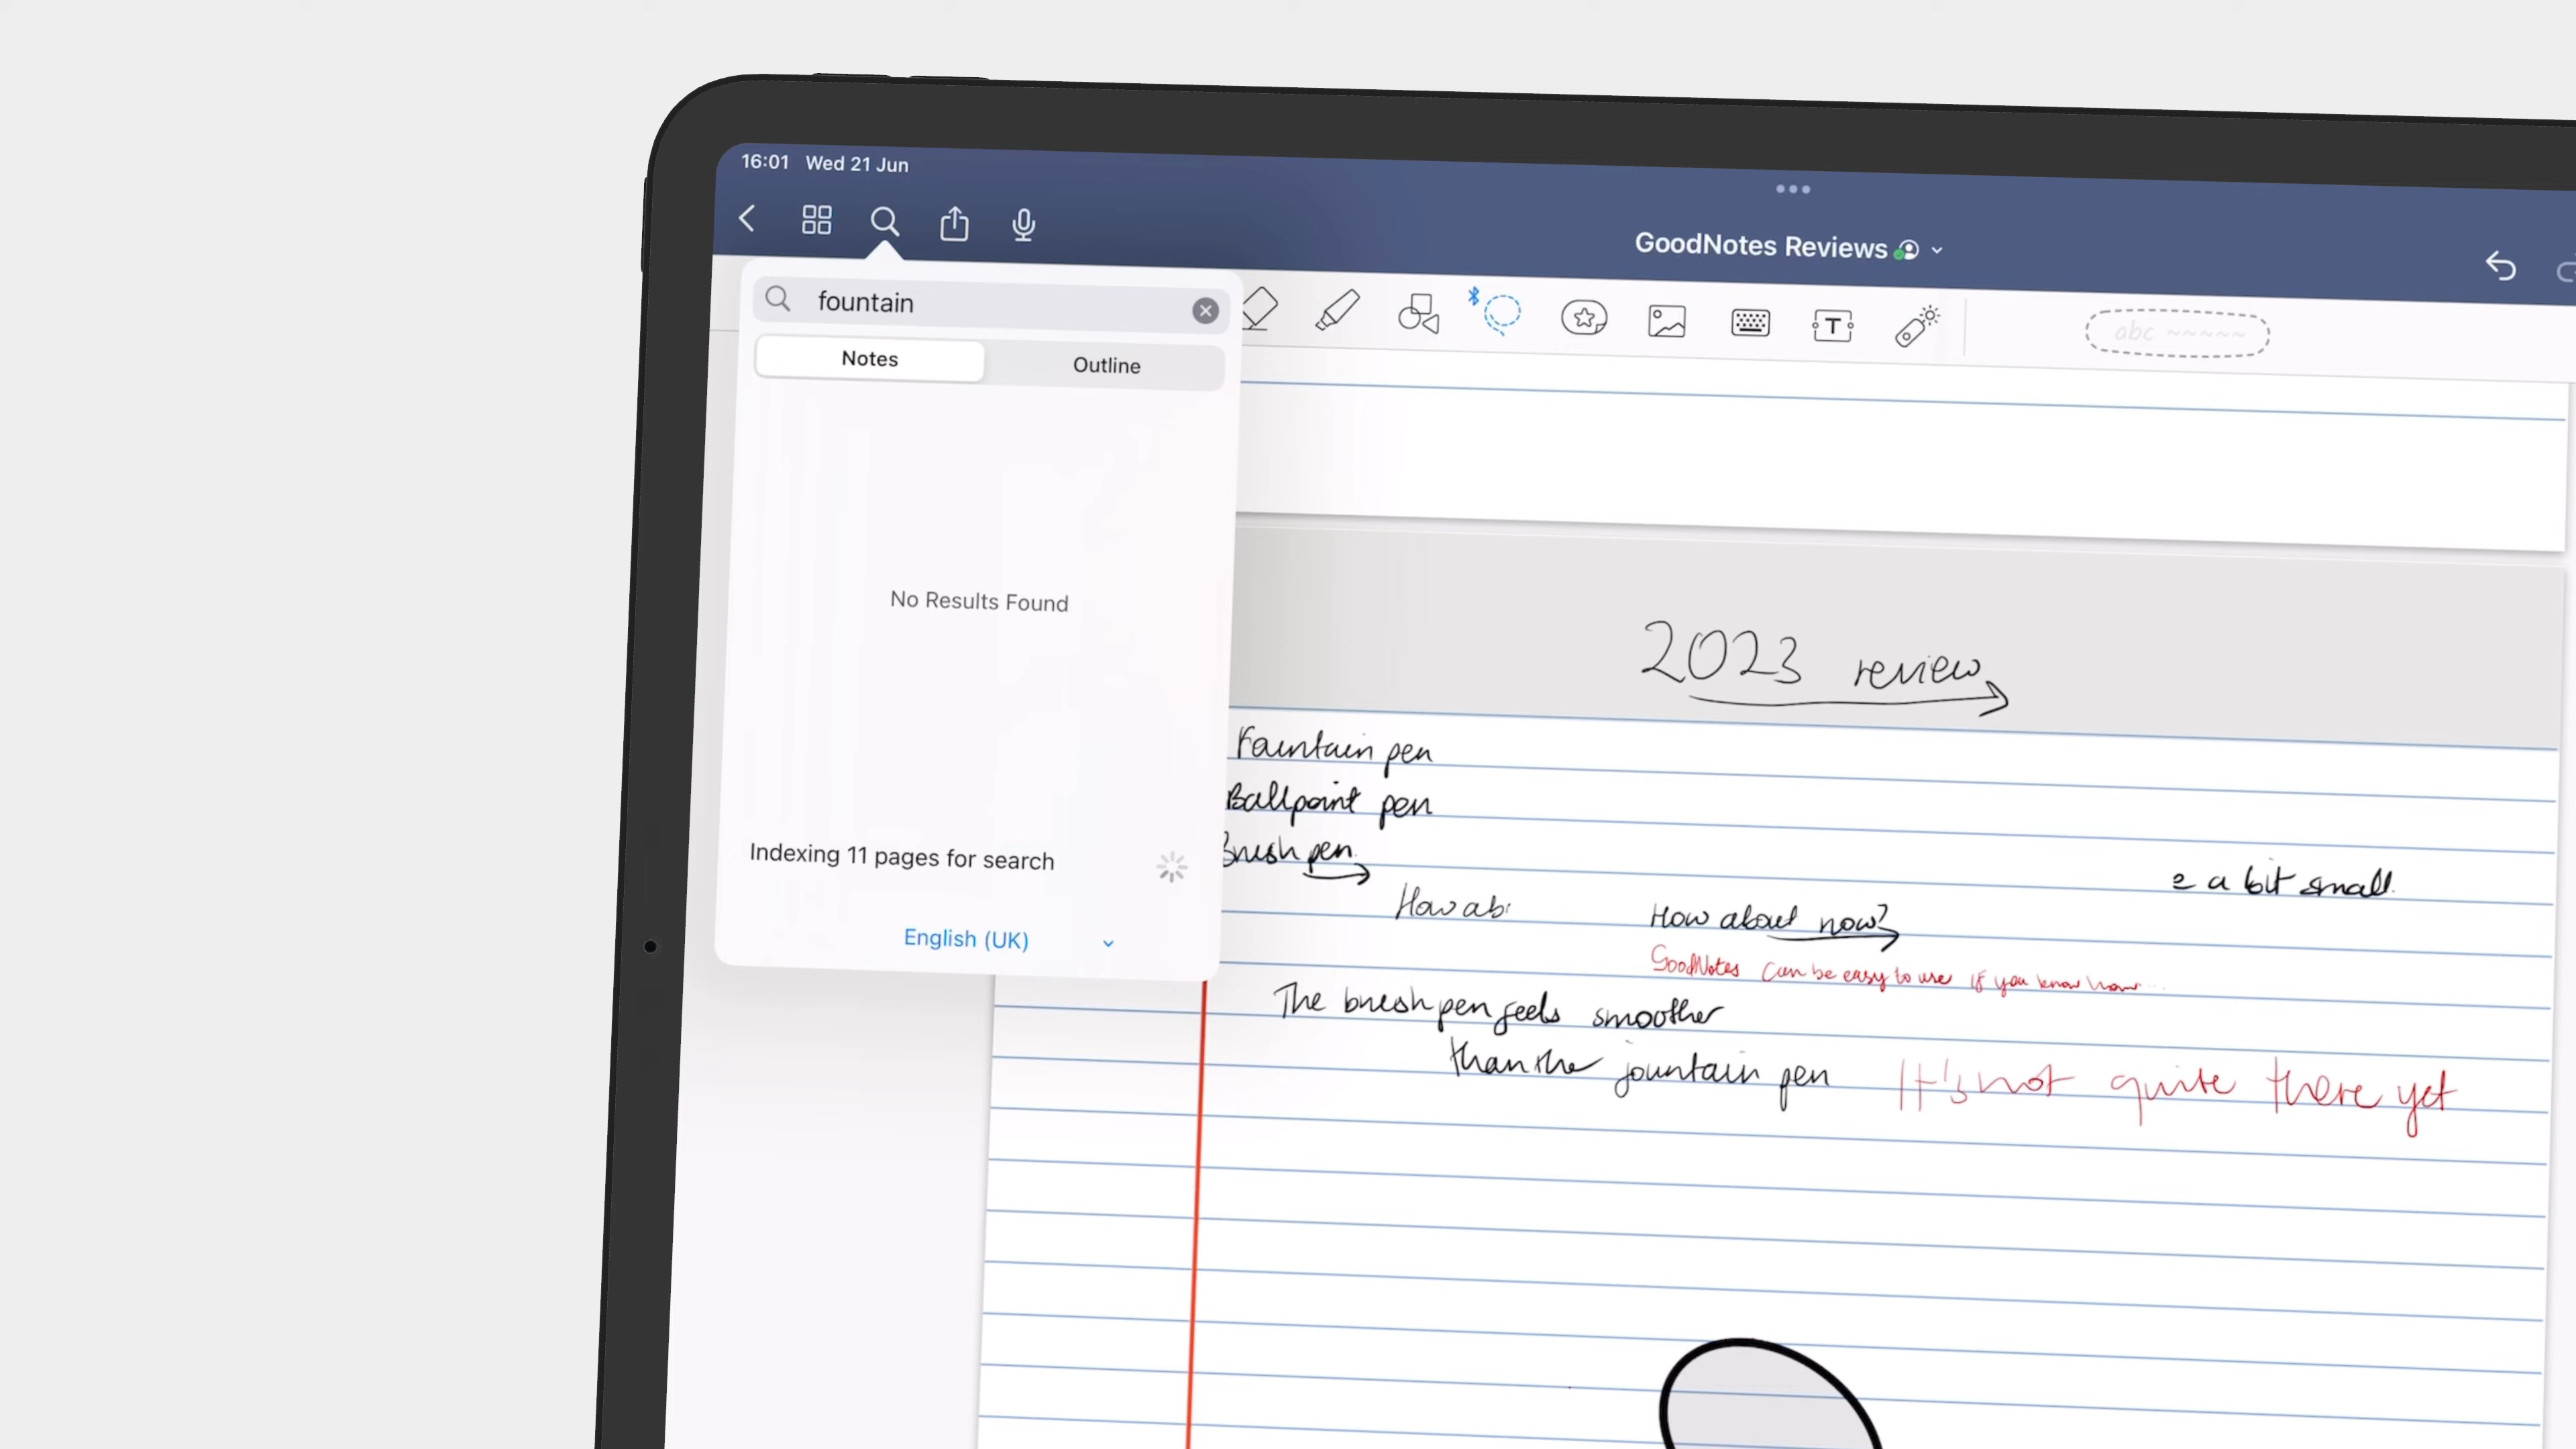 16:01 Wed 21 Jun
GoodNotes Reviews
fountain
Notes Outline
No Results Found
Indexing 11 pages for search
English (UK)
T
abc ~~~~~
2023 review
Fountain pen
Ballpoint pen
Brush pen
a bit small.
How ab
How about now?
GoodNotes can be easy to use if you know how...
The brush pen feels smoother
than the fountain pen
It's not quite there yet